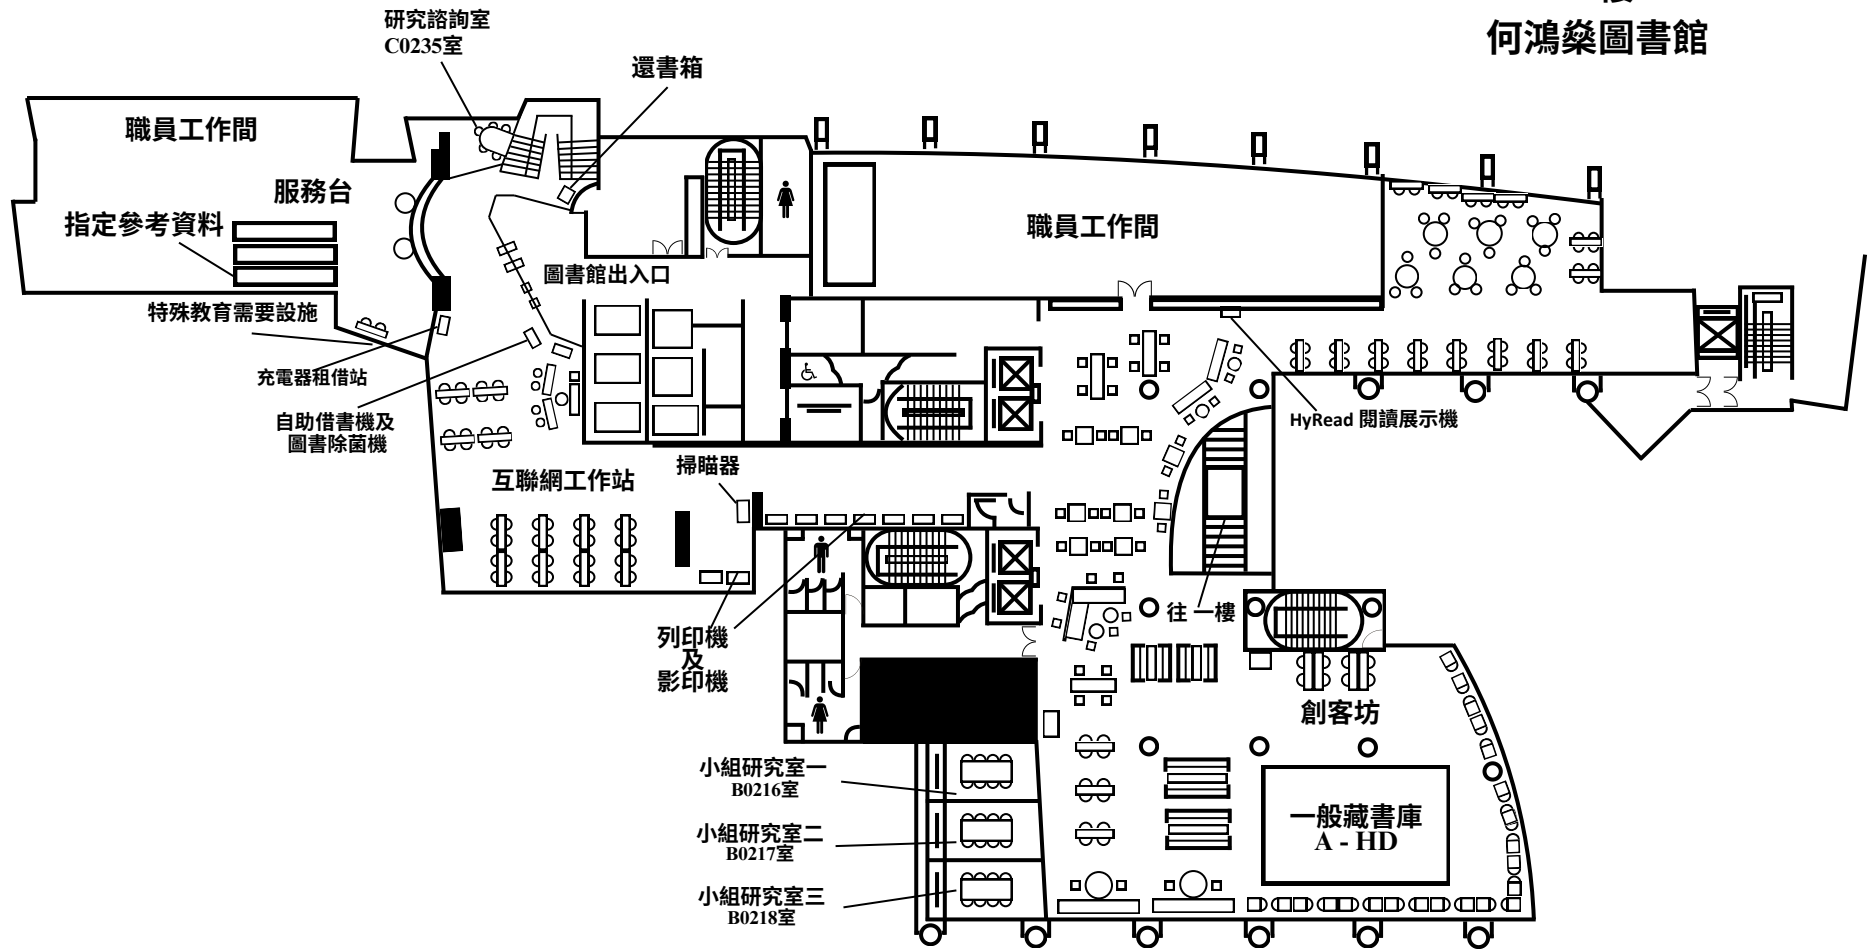 樓
何鴻燊圖書館
研究諮詢室
C0235室
還書箱
職員工作間
服務台
指定參考資料
職員工作間
圖書館出入口
特殊教育需要設施
充電器租借站
自助借書機及
圖書除菌機
HyRead 閱讀展示機
掃瞄器
互聯網工作站
往 一樓
列印機
及
影印機
創客坊
小組研究室一
B0216室
小組研究室二
B0217室
小組研究室三
B0218室
一般藏書庫
A - HD